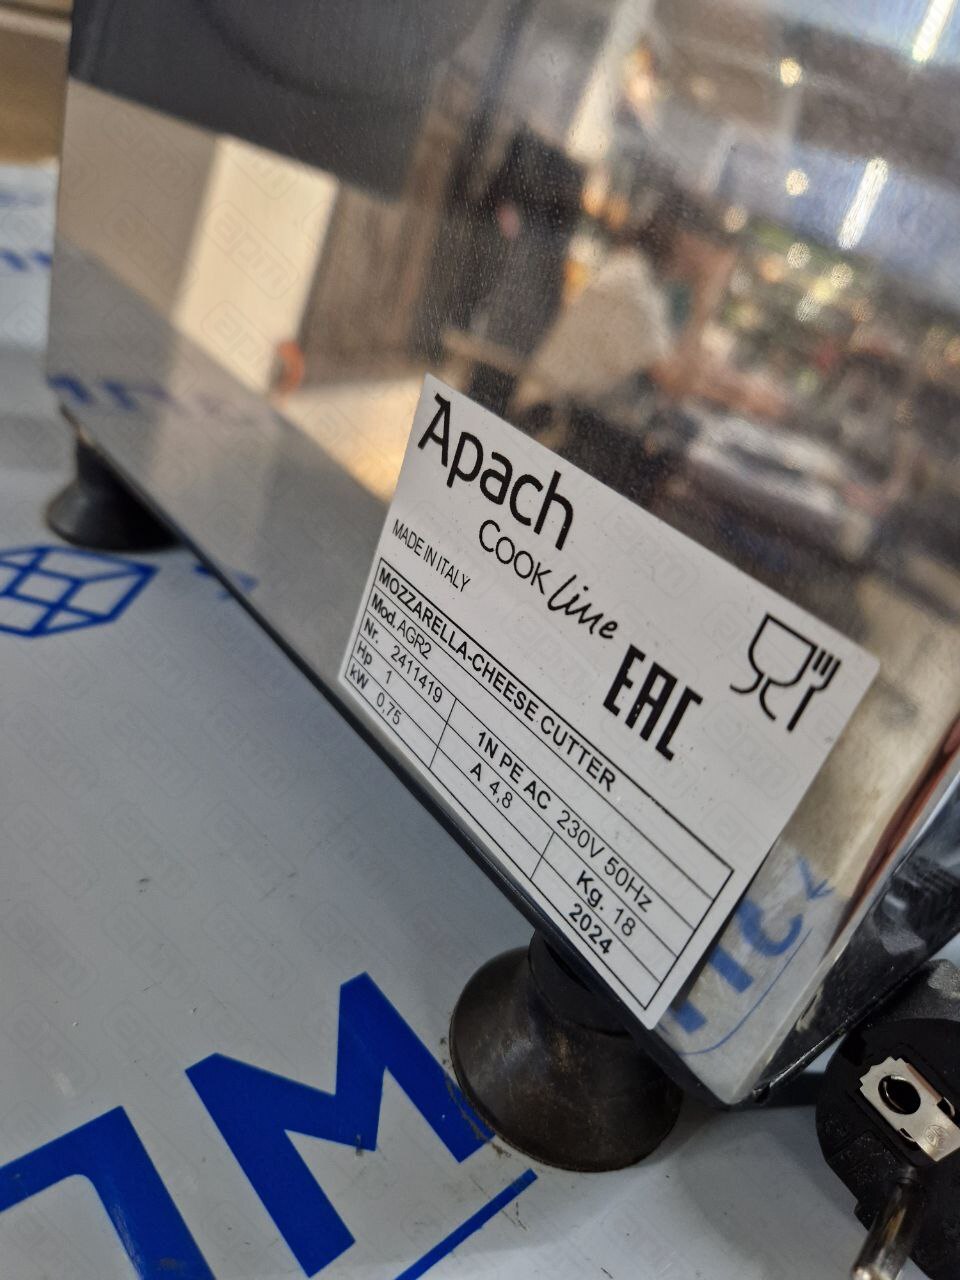 Apach
COOK line
MADE IN ITALY
EAC
MOZZARELLA-CHEESE CUTTER
Mod. AGR2
Nr. 2411419
1N PE AC 230V 50Hz
Hp 1
A 4,8
Kg. 18
kW 0,75
2024